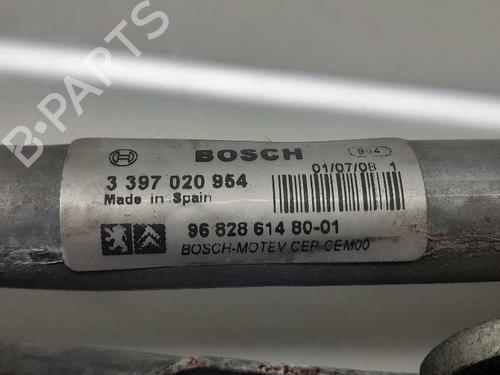 BOSCH
904
3 397 020 954
01/07/08 1
Made in Spain
96 828 614 80-01
BOSCH-MOTEV CEP CEM00
B-PARTS